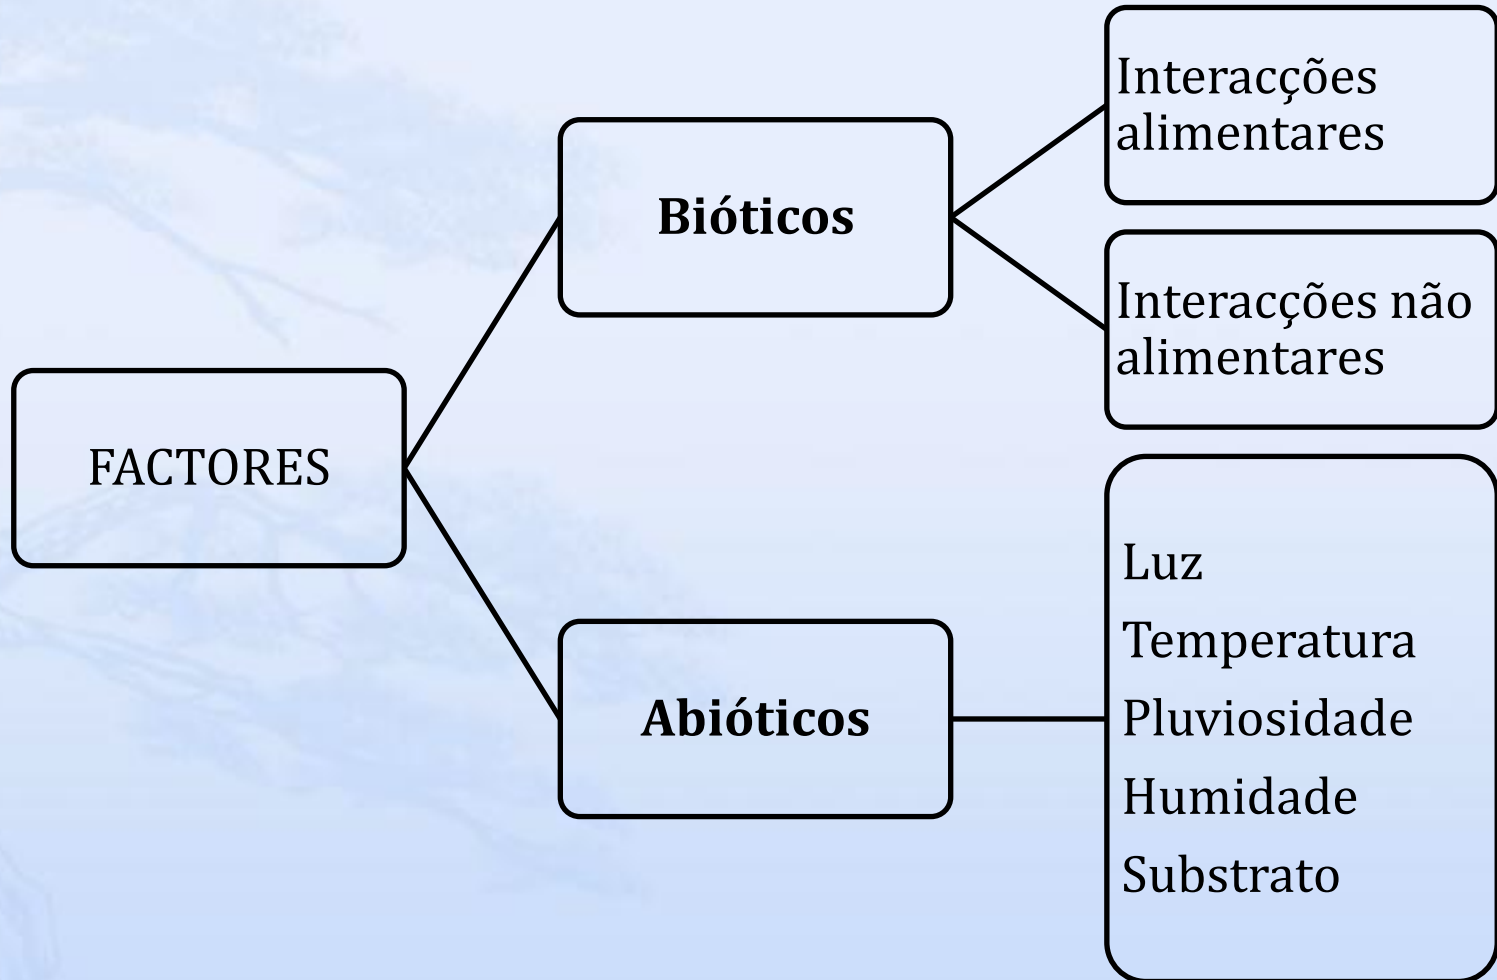 FACTORES
Bióticos
Interacções
alimentares
Interacções não
alimentares
Abióticos
Luz
Temperatura
Pluviosidade
Humidade
Substrato